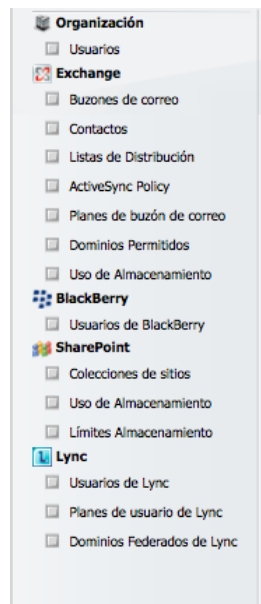 Organización
Usuarios
Exchange
Buzones de correo
Contactos
Listas de Distribución
ActiveSync Policy
Planes de buzón de correo
Dominios Permitidos
Uso de Almacenamiento
BlackBerry
Usuarios de BlackBerry
SharePoint
Colecciones de sitios
Uso de Almacenamiento
Límites Almacenamiento
Lync
Usuarios de Lync
Planes de usuario de Lync
Dominios Federados de Lync